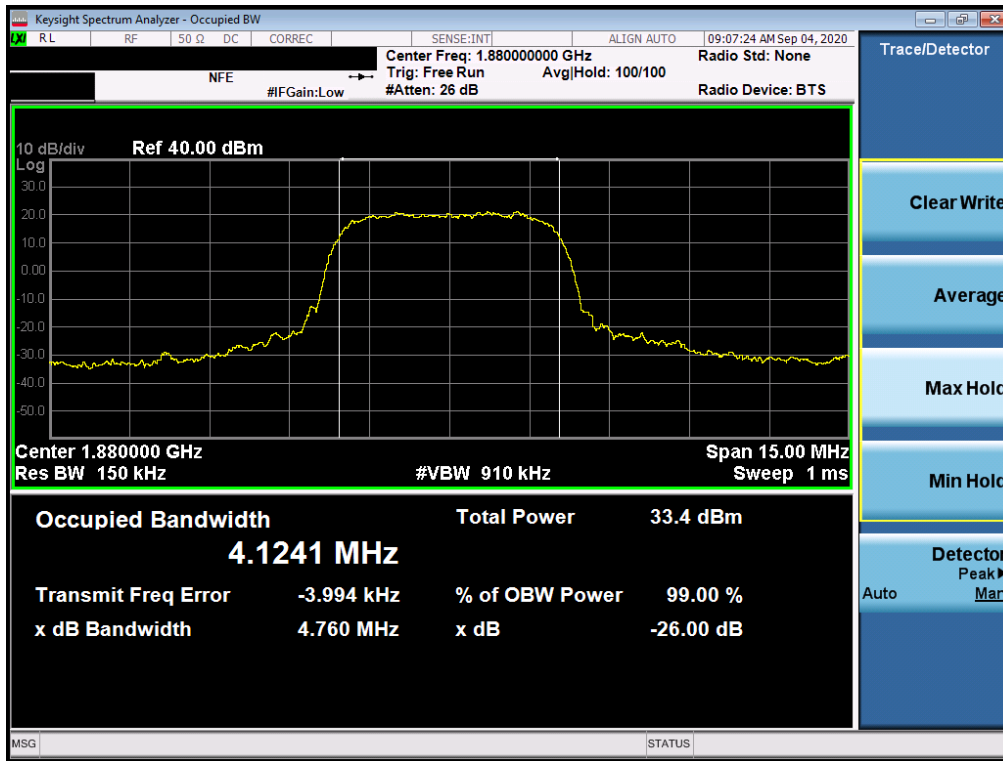 Keysight Spectrum Analyzer - Occupied BW
LXI RL RF 50 Ω DC CORREC SENSE:INT ALIGN AUTO 09:07:24 AM Sep 04, 2020
Center Freq: 1.880000000 GHz Radio Std: None
NFE Trig: Free Run Avg|Hold: 100/100
#IFGain:Low #Atten: 26 dB Radio Device: BTS
10 dB/div Ref 40.00 dBm
Log
30.0
20.0
10.0
0.00
-10.0
-20.0
-30.0
-40.0
-50.0
Center 1.880000 GHz Span 15.00 MHz
Res BW 150 kHz #VBW 910 kHz Sweep 1 ms
Occupied Bandwidth Total Power 33.4 dBm
4.1241 MHz
Transmit Freq Error -3.994 kHz % of OBW Power 99.00 %
x dB Bandwidth 4.760 MHz x dB -26.00 dB
MSG STATUS
Trace/Detector
Clear Write
Average
Max Hold
Min Hold
Detector
Peak▶
Auto Man